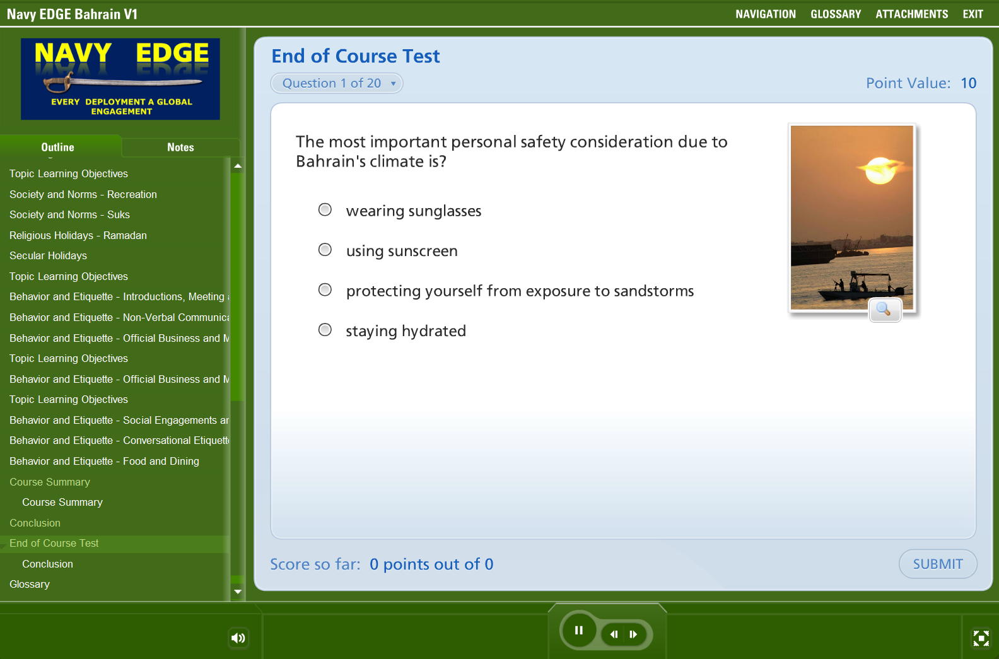 Navy EDGE Bahrain V1
NAVIGATION GLOSSARY ATTACHMENTS EXIT
NAVY EDGE
EVERY DEPLOYMENT A GLOBAL
ENGAGEMENT
Outline Notes
Topic Learning Objectives
Society and Norms - Recreation
Society and Norms - Suks
Religious Holidays - Ramadan
Secular Holidays
Topic Learning Objectives
Behavior and Etiquette - Introductions, Meeting
Behavior and Etiquette - Non-Verbal Communica
Behavior and Etiquette - Official Business and M
Topic Learning Objectives
Behavior and Etiquette - Official Business and M
Topic Learning Objectives
Behavior and Etiquette - Social Engagements ar
Behavior and Etiquette - Conversational Etiquett
Behavior and Etiquette - Food and Dining
Course Summary
Course Summary
Conclusion
End of Course Test
Conclusion
Glossary
End of Course Test
Question 1 of 20
Point Value: 10
The most important personal safety consideration due to
Bahrain's climate is?
wearing sunglasses
using sunscreen
protecting yourself from exposure to sandstorms
staying hydrated
Score so far: 0 points out of 0
SUBMIT